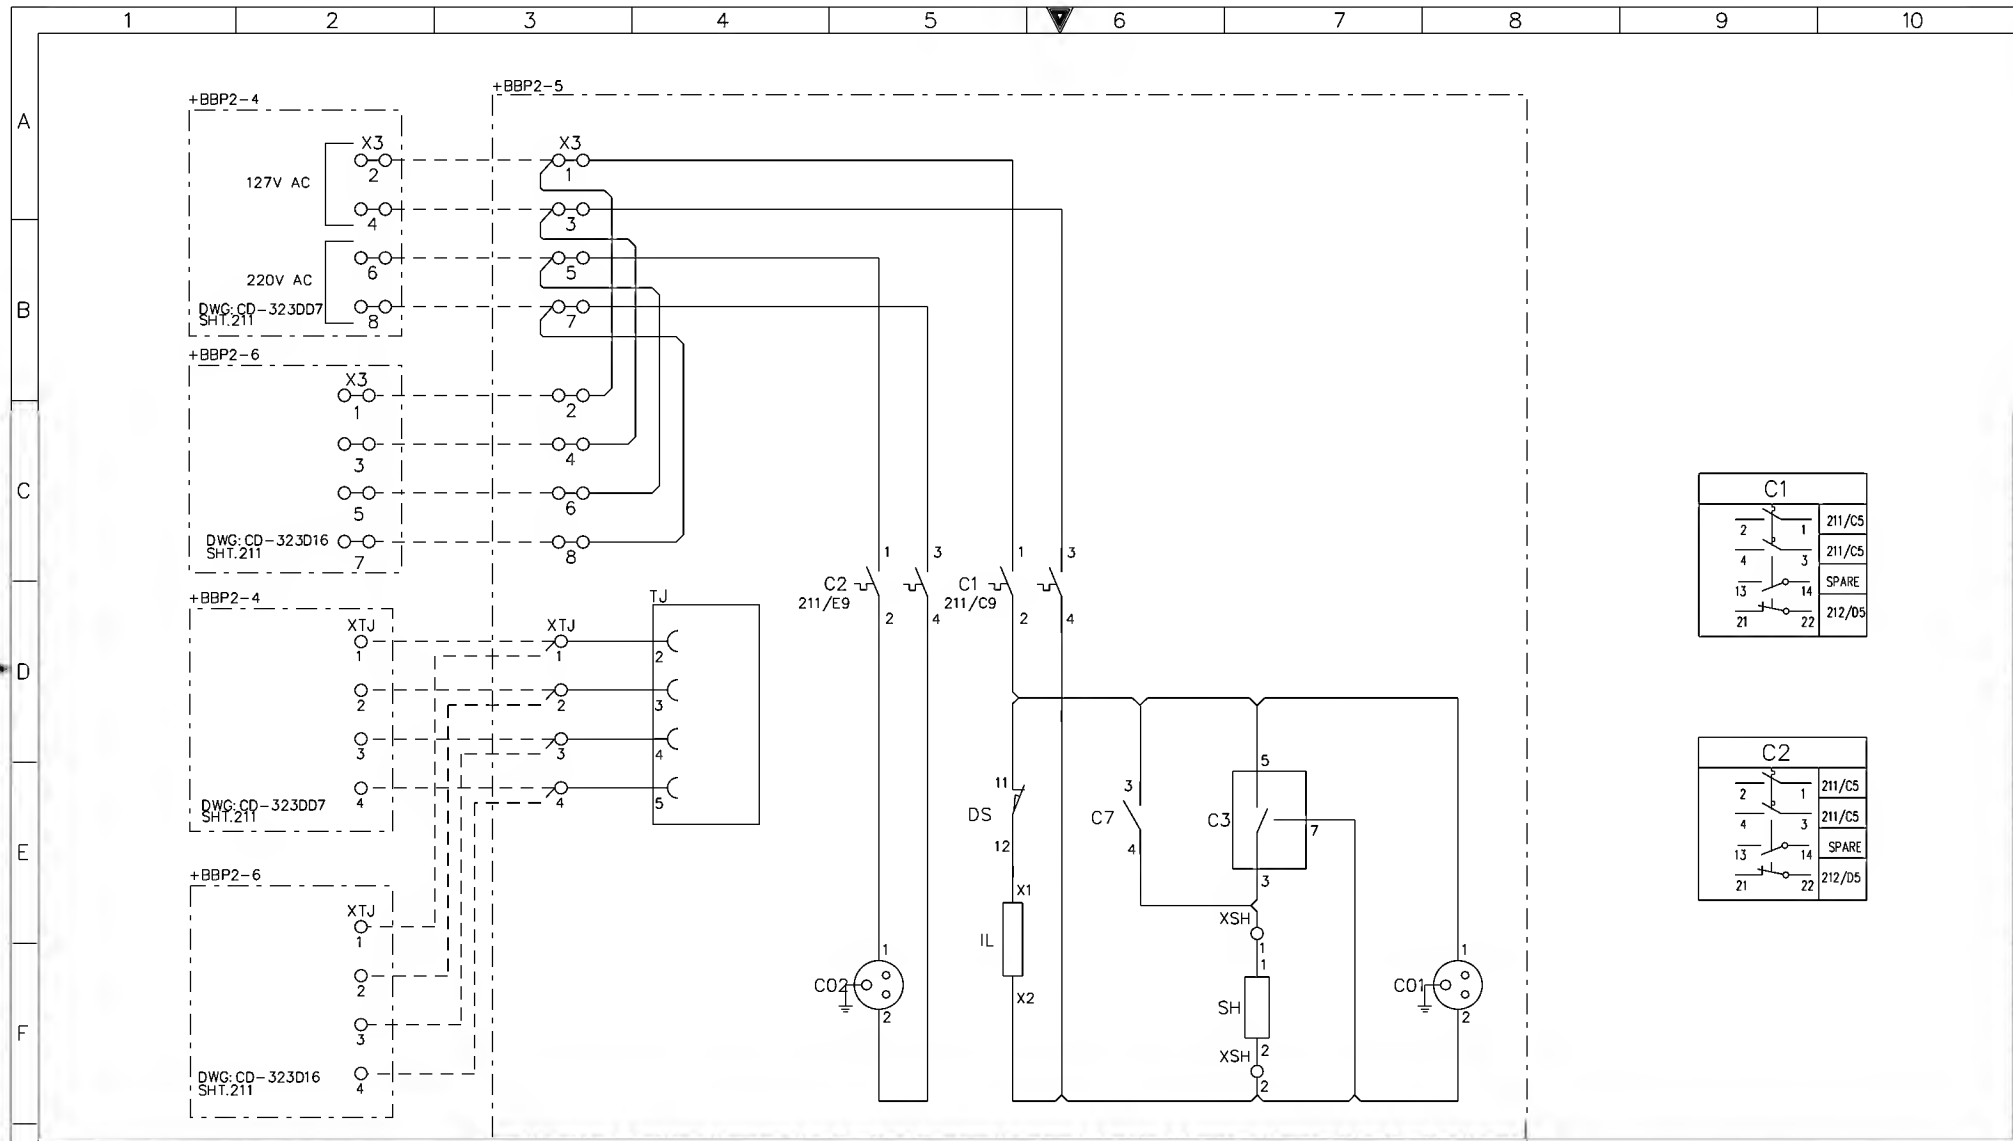 1 2 3 4 5 6 7 8 9 10
A
B
C
D
E
F
+BBP2-4
X3
127V AC
2
4
220V AC
6
8
DWG:CD-323DD7
SHT.211
+BBP2-6
X3
1
3
5
DWG:CD-323D16
SHT.211
7
+BBP2-4
XTJ
1
2
3
4
DWG:CD-323DD7
SHT.211
+BBP2-6
XTJ
1
2
3
DWG:CD-323D16
SHT.211
4
+BBP2-5
X3
1
3
5
7
2
4
6
8
XTJ
1
2
3
4
TJ
2
3
4
5
C2
211/E9
1
3
2
4
C1
211/C9
1
3
2
4
CO2
1
2
DS
11
12
X1
IL
X2
C7
3
4
C3
5
7
3
XSH
1
1
SH
XSH
2
2
CO1
1
2
C1
2 1 211/C5
4 3 211/C5
13 14 SPARE
21 22 212/D5
C2
2 1 211/C5
4 3 211/C5
13 14 SPARE
21 22 212/D5